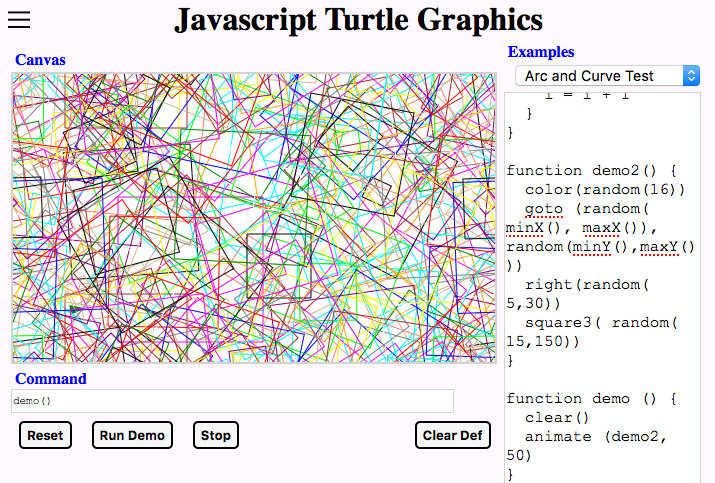 Javascript Turtle Graphics
Canvas
Examples
Arc and Curve Test
i = i + 1
}
}
function demo2() {
color(random(16))
goto (random(
minX(), maxX()),
random(minY(),maxY()
))
right(random(
5,30))
square3( random(
15,150))
}
function demo () {
clear()
animate (demo2,
50)
}
Command
demo()
Reset
Run Demo
Stop
Clear Def